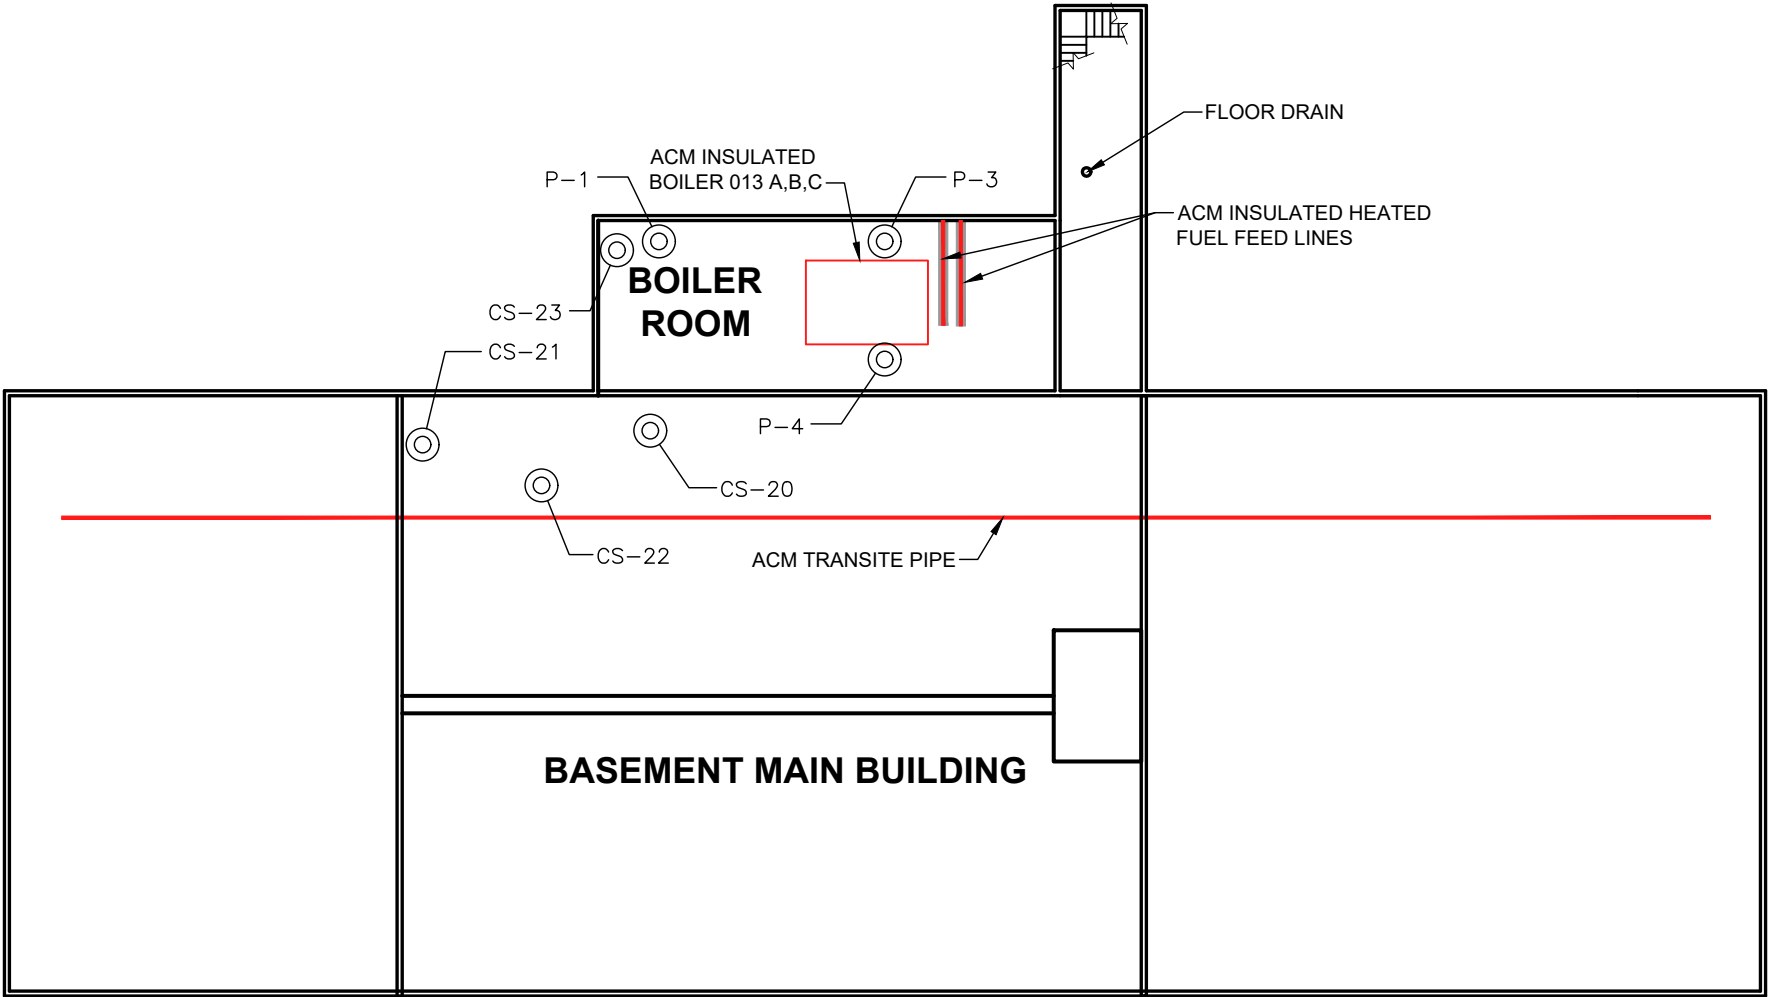 FLOOR DRAIN
ACM INSULATED
BOILER 013 A,B,C
P-1
P-3
ACM INSULATED HEATED
FUEL FEED LINES
BOILER
ROOM
CS-23
CS-21
P-4
CS-20
CS-22
ACM TRANSITE PIPE
BASEMENT MAIN BUILDING